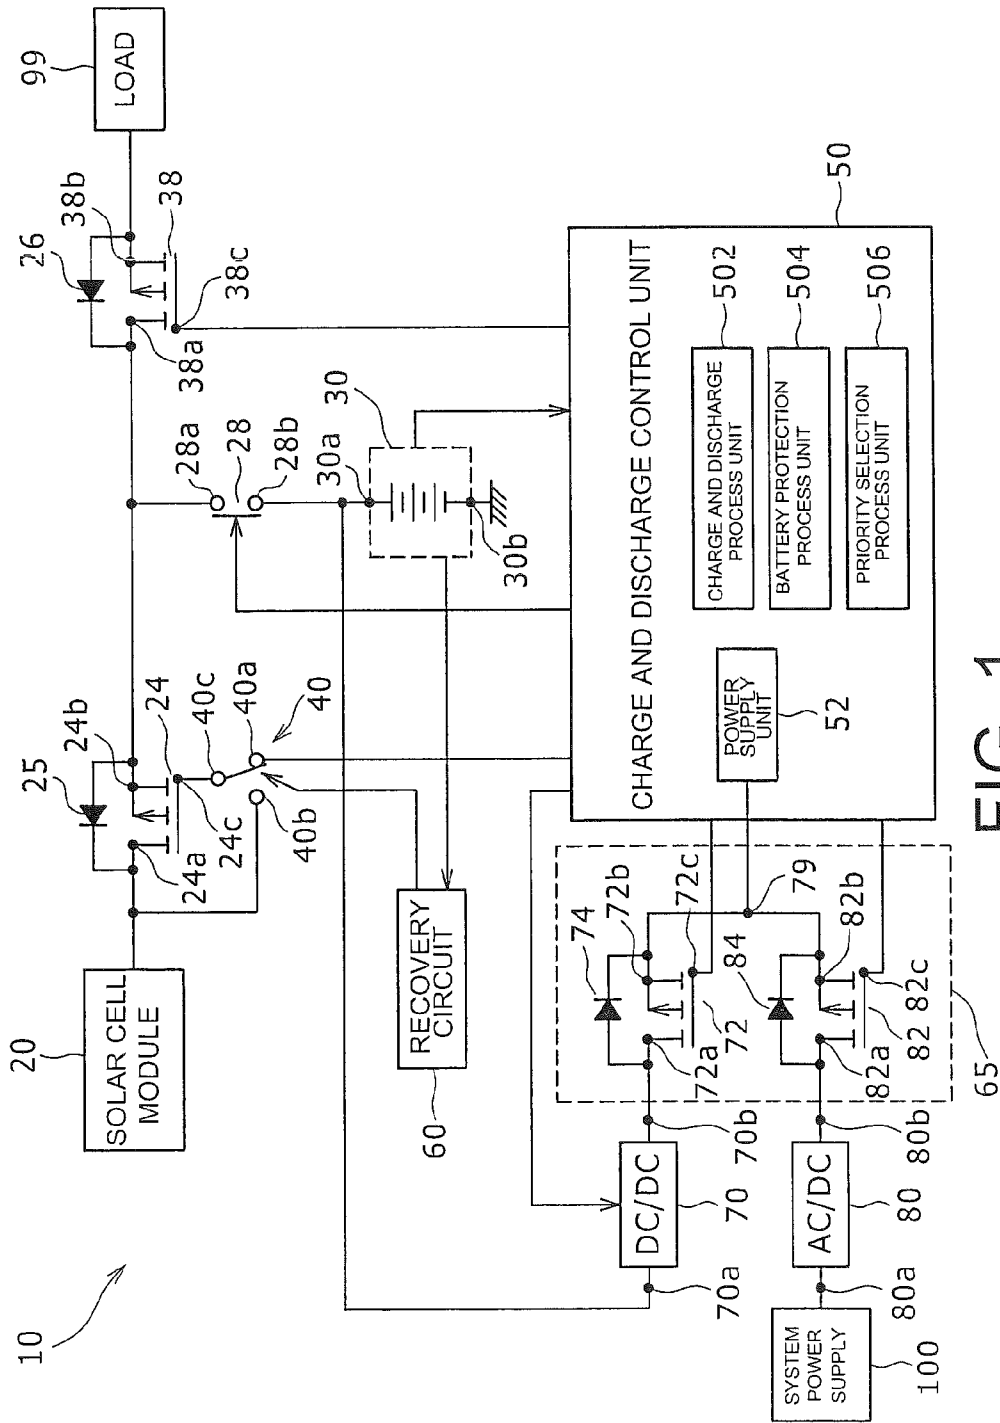 10
20
SOLAR CELL
MODULE
25
24a
24b
24
24c
40c
40a
40
40b
26
38a
38b
38
38c
99
LOAD
28a
28
28b
30a
30
30b
60
RECOVERY
CIRCUIT
50
CHARGE AND DISCHARGE CONTROL UNIT
502
CHARGE AND DISCHARGE
PROCESS UNIT
504
BATTERY PROTECTION
PROCESS UNIT
506
PRIORITY SELECTION
PROCESS UNIT
POWER
SUPPLY
UNIT
52
74
72b
72c
72a
72
79
84
82b
82c
82a
82
65
DC/DC
70a
70
70b
AC/DC
80a
80
80b
SYSTEM
POWER
SUPPLY
100
FIG. 1